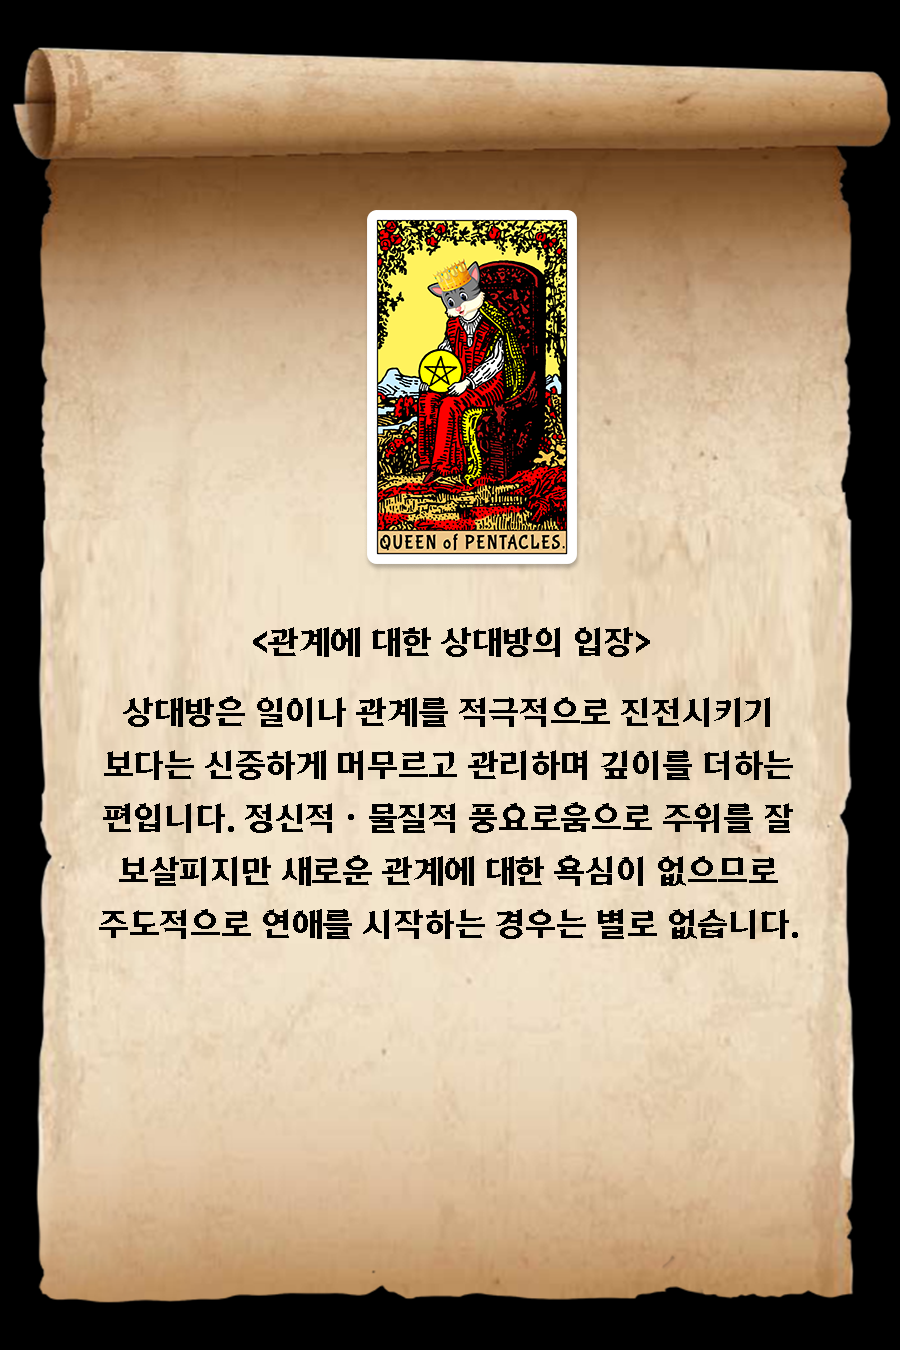 QUEEN of PENTACLES.
<관계에 대한 상대방의 입장>
상대방은 일이나 관계를 적극적으로 진전시키기
보다는 신중하게 머무르고 관리하며 깊이를 더하는
편입니다. 정신적 · 물질적 풍요로움으로 주위를 잘
보살피지만 새로운 관계에 대한 욕심이 없으므로
주도적으로 연애를 시작하는 경우는 별로 없습니다.